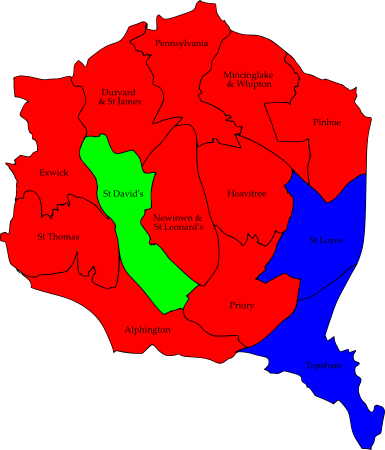 Pennsylvania
Mincinglake
& Whipton
Duryard
& St James
Pinhoe
Exwick
St David's
Heavitree
Newtown &
St Leonard's
St Thomas
St Loyes
Priory
Alphington
Topsham